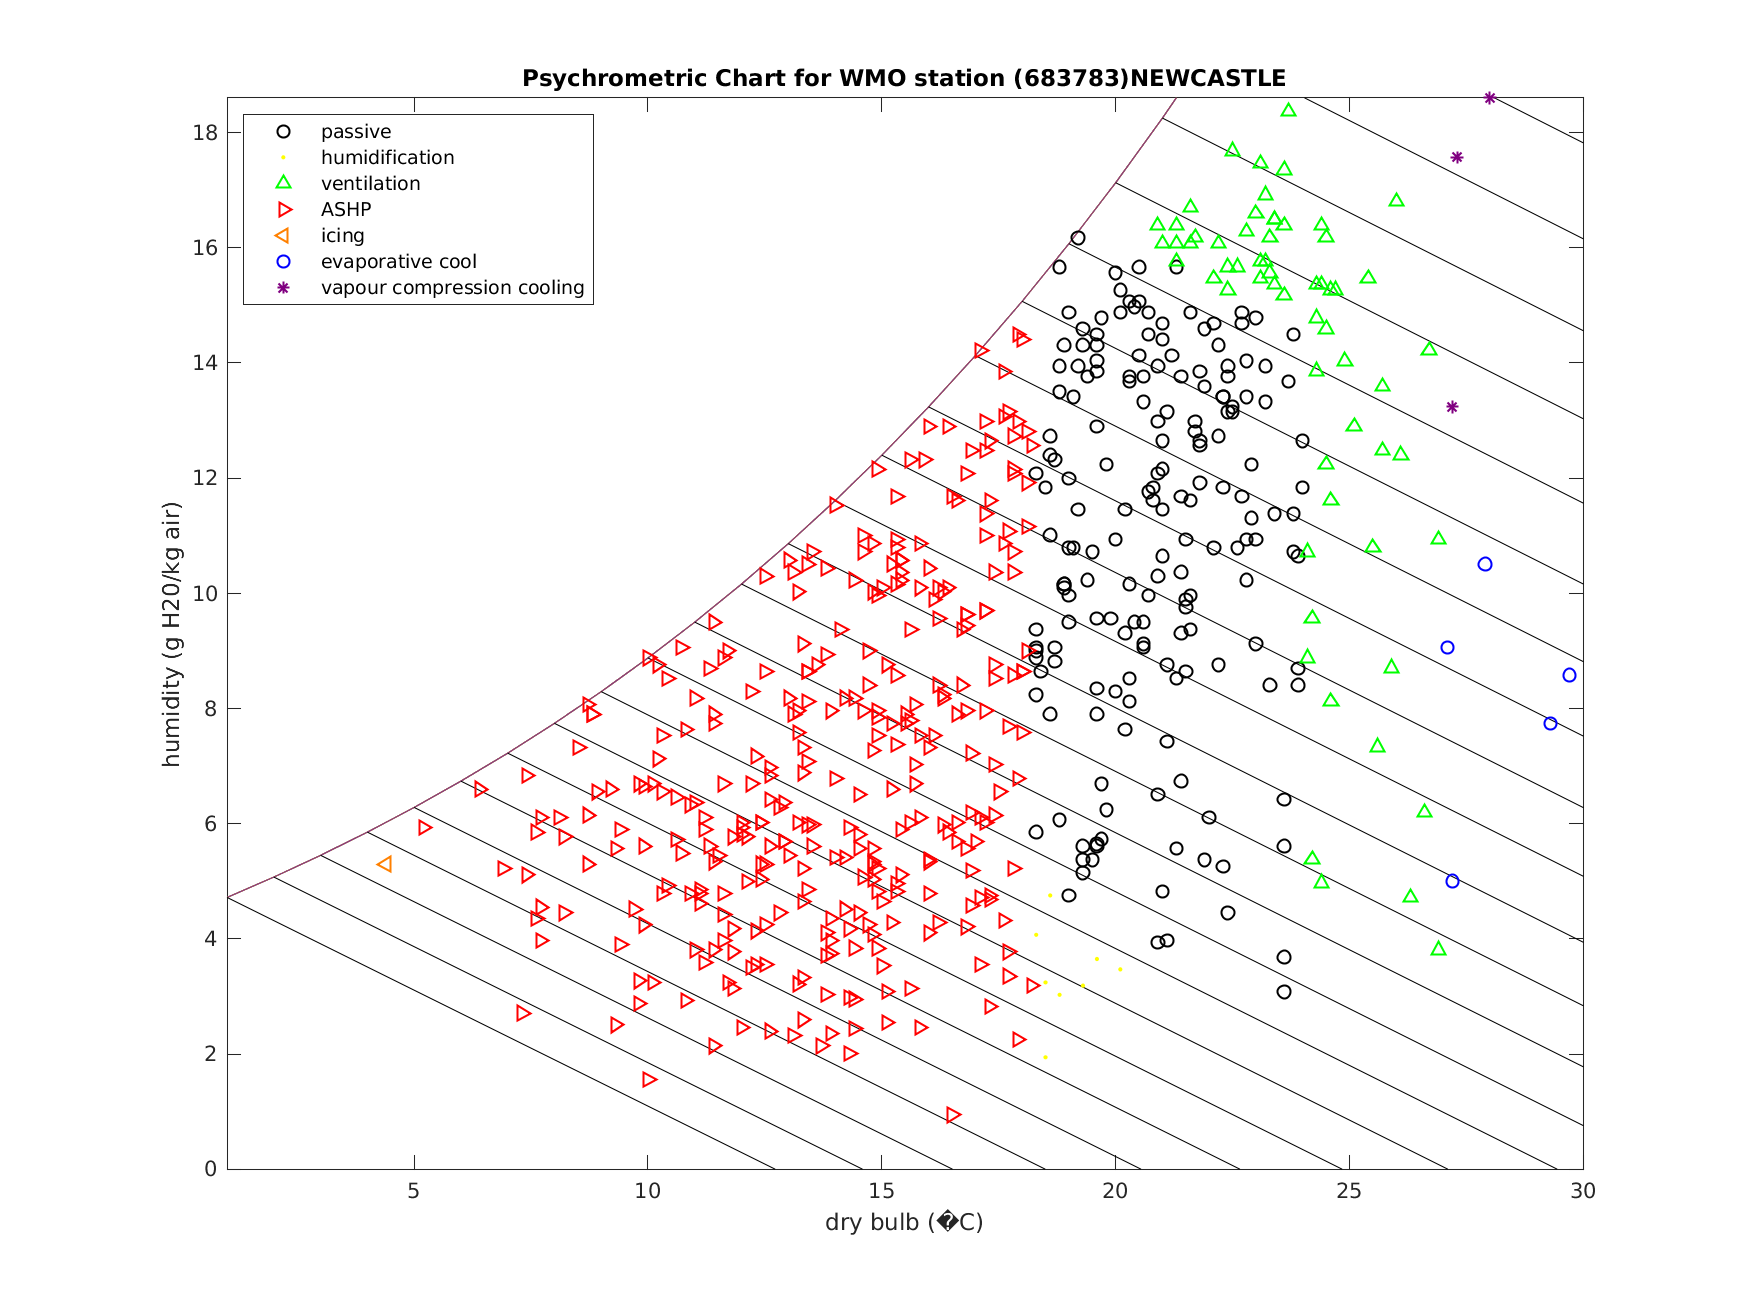 Psychrometric Chart for WMO station (683783)NEWCASTLE
passive
humidification
ventilation
ASHP
icing
evaporative cool
vapour compression cooling
humidity (g H20/kg air)
18
16
14
12
10
8
6
4
2
0
5
10
15
20
25
30
dry bulb (�C)